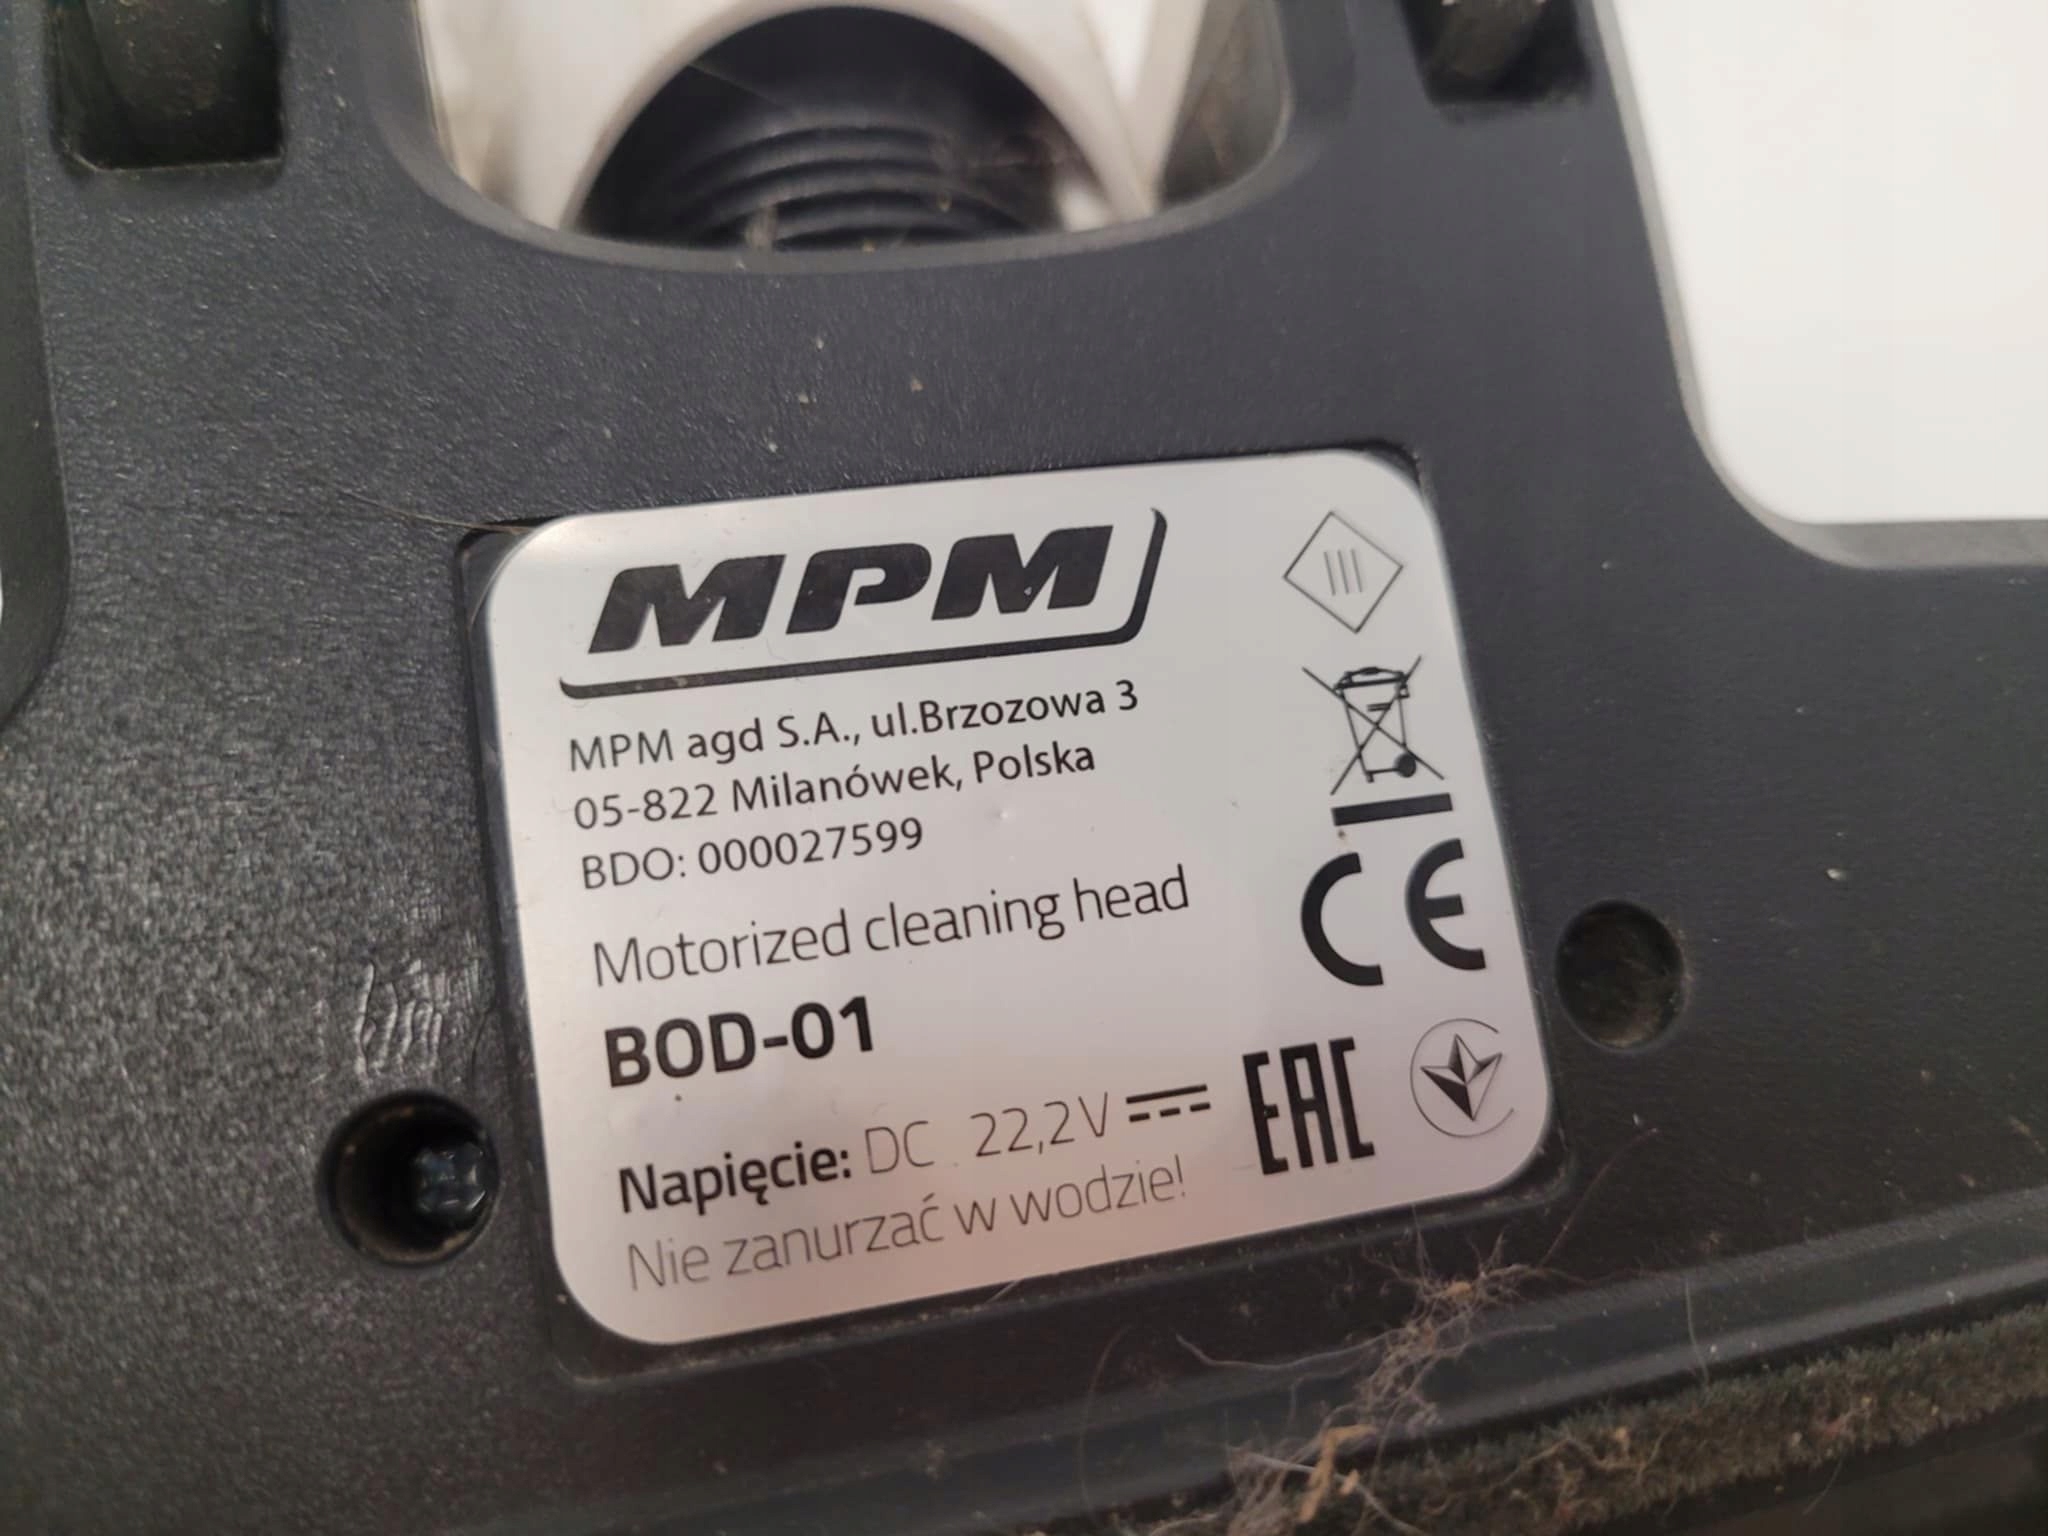 MPM
MPM agd S.A., ul.Brzozowa 3
05-822 Milanówek, Polska
BDO: 000027599
Motorized cleaning head
BOD-01
Napięcie: DC 22,2V
Nie zanurzać w wodzie!
III
CE
EAC